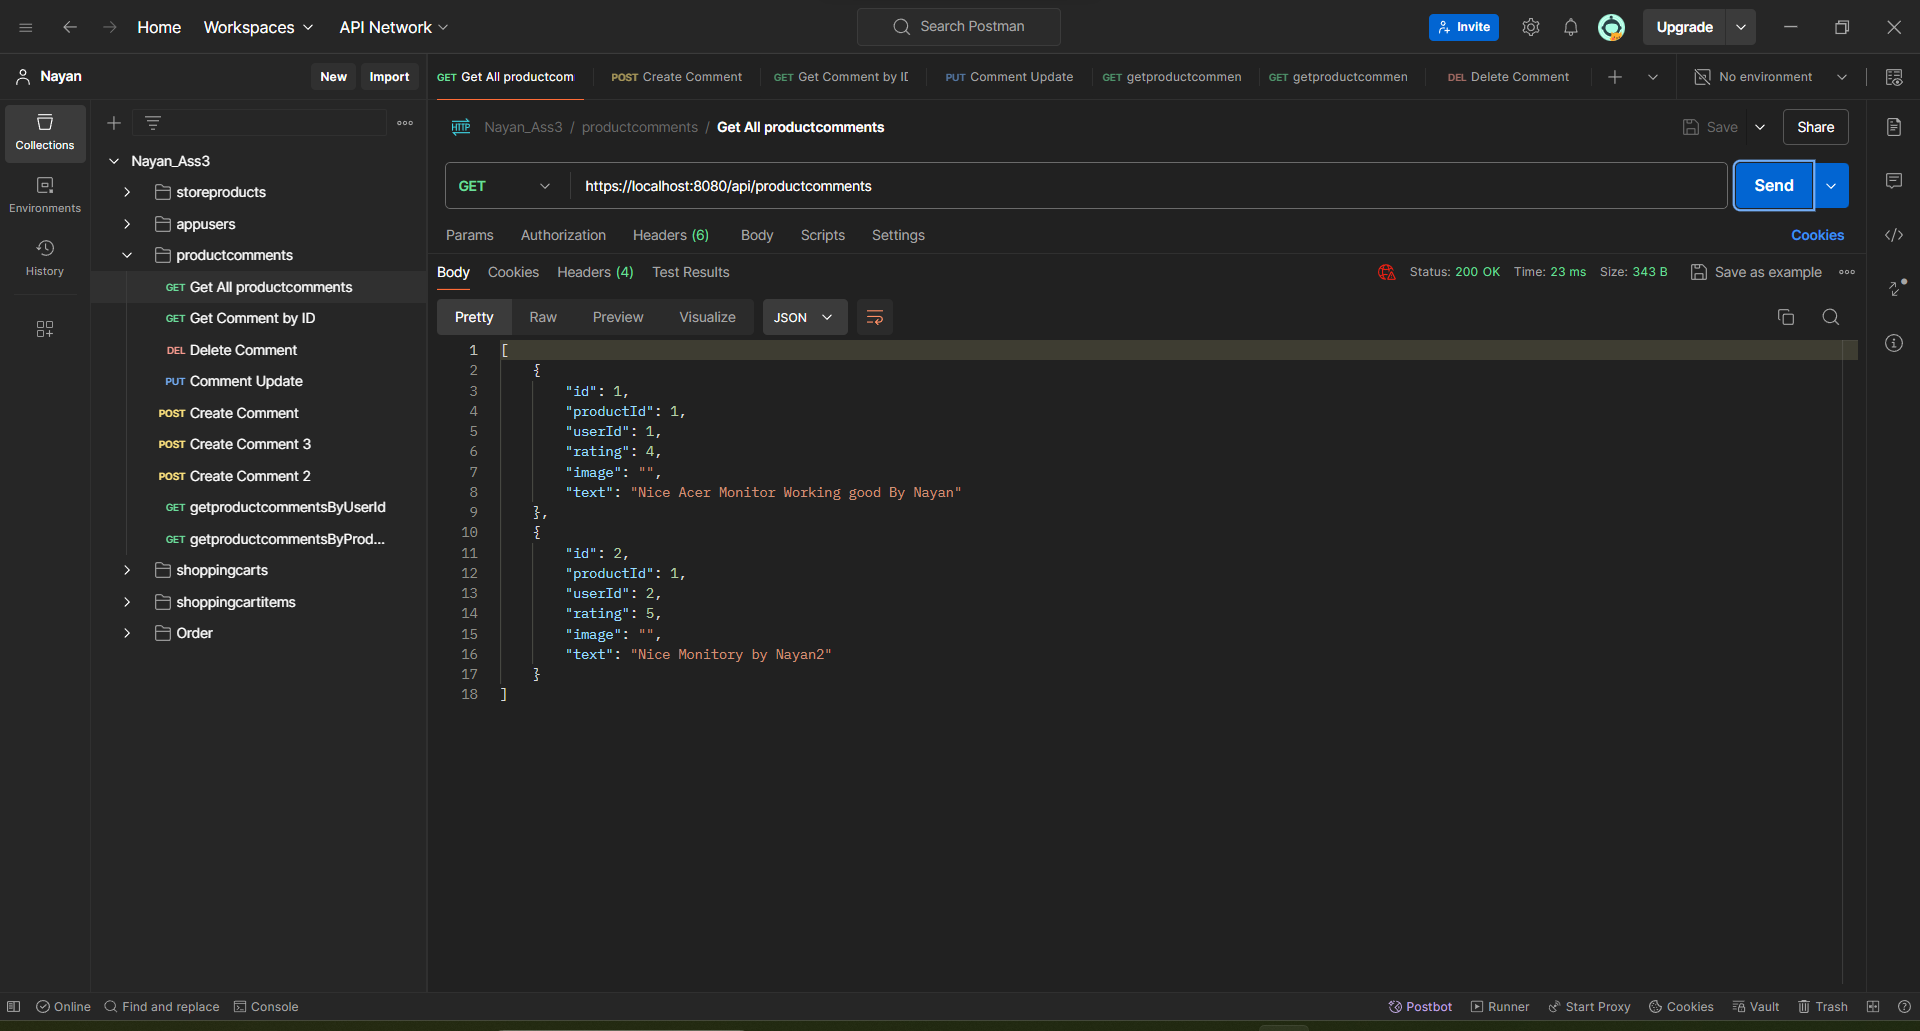 Home Workspaces API Network Search Postman Invite Upgrade
Nayan New Import
GET Get All productcom POST Create Comment GET Get Comment by ID PUT Comment Update GET getproductcommen GET getproductcommen DEL Delete Comment No environment
Collections
Environments
History
Nayan_Ass3
storeproducts
appusers
productcomments
GET Get All productcomments
GET Get Comment by ID
DEL Delete Comment
PUT Comment Update
POST Create Comment
POST Create Comment 3
POST Create Comment 2
GET getproductcommentsByUserId
GET getproductcommentsByProd...
shoppingcarts
shoppingcartitems
Order
HTTP Nayan_Ass3 / productcomments / Get All productcomments Save Share
GET https://localhost:8080/api/productcomments Send
Params Authorization Headers (6) Body Scripts Settings Cookies
Body Cookies Headers (4) Test Results Status: 200 OK Time: 23 ms Size: 343 B Save as example
Pretty Raw Preview Visualize JSON
1 [
2 {
3 "id": 1,
4 "productId": 1,
5 "userId": 1,
6 "rating": 4,
7 "image": "",
8 "text": "Nice Acer Monitor Working good By Nayan"
9 },
10 {
11 "id": 2,
12 "productId": 1,
13 "userId": 2,
14 "rating": 5,
15 "image": "",
16 "text": "Nice Monitory by Nayan2"
17 }
18 ]
Online Find and replace Console Postbot Runner Start Proxy Cookies Vault Trash